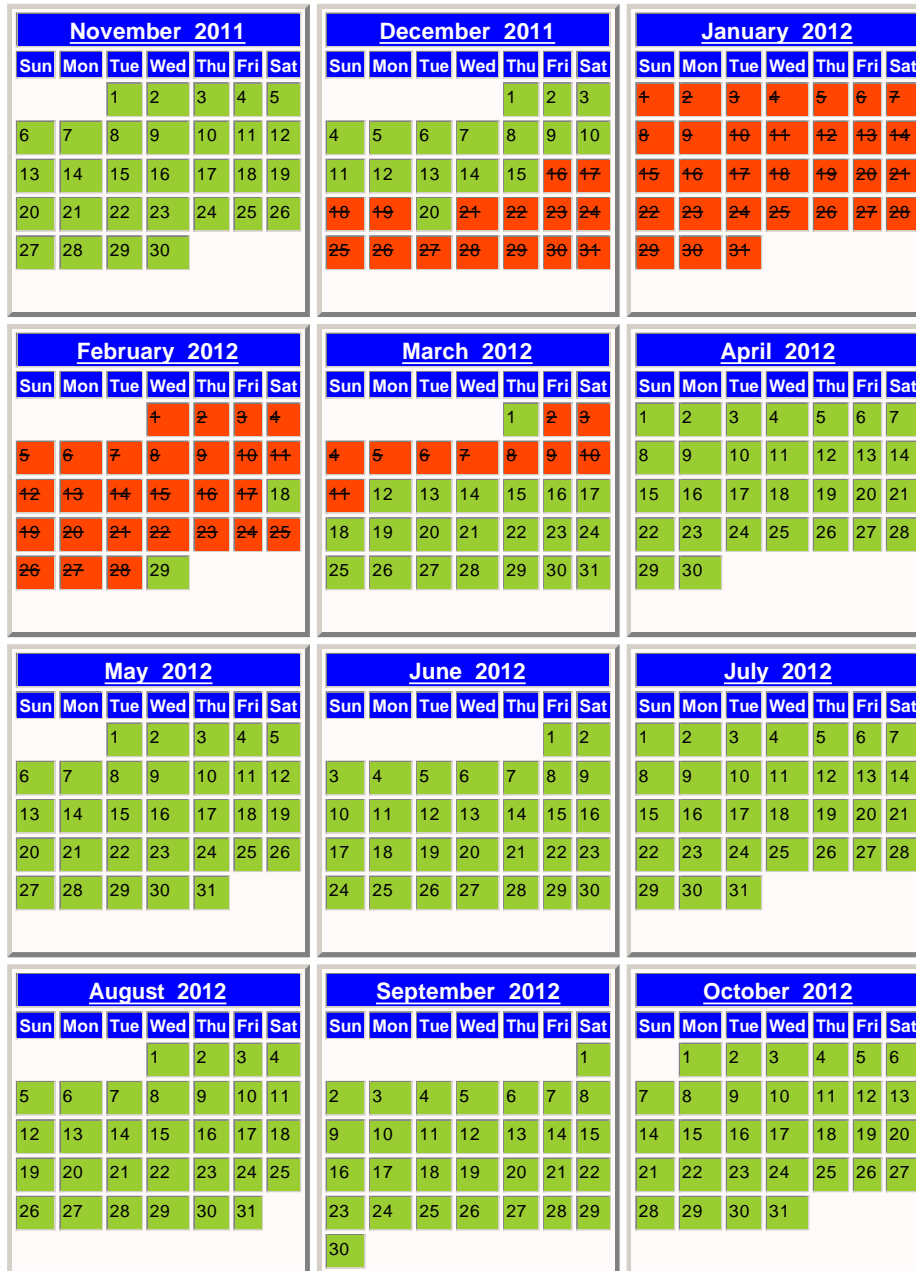 November 2011
Sun Mon Tue Wed Thu Fri Sat
1 2 3 4 5
6 7 8 9 10 11 12
13 14 15 16 17 18 19
20 21 22 23 24 25 26
27 28 29 30
December 2011
Sun Mon Tue Wed Thu Fri Sat
1 2 3
4 5 6 7 8 9 10
11 12 13 14 15 16 17
18 19 20 21 22 23 24
25 26 27 28 29 30 31
January 2012
Sun Mon Tue Wed Thu Fri Sat
1 2 3 4 5 6 7
8 9 10 11 12 13 14
15 16 17 18 19 20 21
22 23 24 25 26 27 28
29 30 31
February 2012
Sun Mon Tue Wed Thu Fri Sat
1 2 3 4
5 6 7 8 9 10 11
12 13 14 15 16 17 18
19 20 21 22 23 24 25
26 27 28 29
March 2012
Sun Mon Tue Wed Thu Fri Sat
1 2 3
4 5 6 7 8 9 10
11 12 13 14 15 16 17
18 19 20 21 22 23 24
25 26 27 28 29 30 31
April 2012
Sun Mon Tue Wed Thu Fri Sat
1 2 3 4 5 6 7
8 9 10 11 12 13 14
15 16 17 18 19 20 21
22 23 24 25 26 27 28
29 30
May 2012
Sun Mon Tue Wed Thu Fri Sat
1 2 3 4 5
6 7 8 9 10 11 12
13 14 15 16 17 18 19
20 21 22 23 24 25 26
27 28 29 30 31
June 2012
Sun Mon Tue Wed Thu Fri Sat
1 2
3 4 5 6 7 8 9
10 11 12 13 14 15 16
17 18 19 20 21 22 23
24 25 26 27 28 29 30
July 2012
Sun Mon Tue Wed Thu Fri Sat
1 2 3 4 5 6 7
8 9 10 11 12 13 14
15 16 17 18 19 20 21
22 23 24 25 26 27 28
29 30 31
August 2012
Sun Mon Tue Wed Thu Fri Sat
1 2 3 4
5 6 7 8 9 10 11
12 13 14 15 16 17 18
19 20 21 22 23 24 25
26 27 28 29 30 31
September 2012
Sun Mon Tue Wed Thu Fri Sat
1
2 3 4 5 6 7 8
9 10 11 12 13 14 15
16 17 18 19 20 21 22
23 24 25 26 27 28 29
30
October 2012
Sun Mon Tue Wed Thu Fri Sat
1 2 3 4 5 6
7 8 9 10 11 12 13
14 15 16 17 18 19 20
21 22 23 24 25 26 27
28 29 30 31